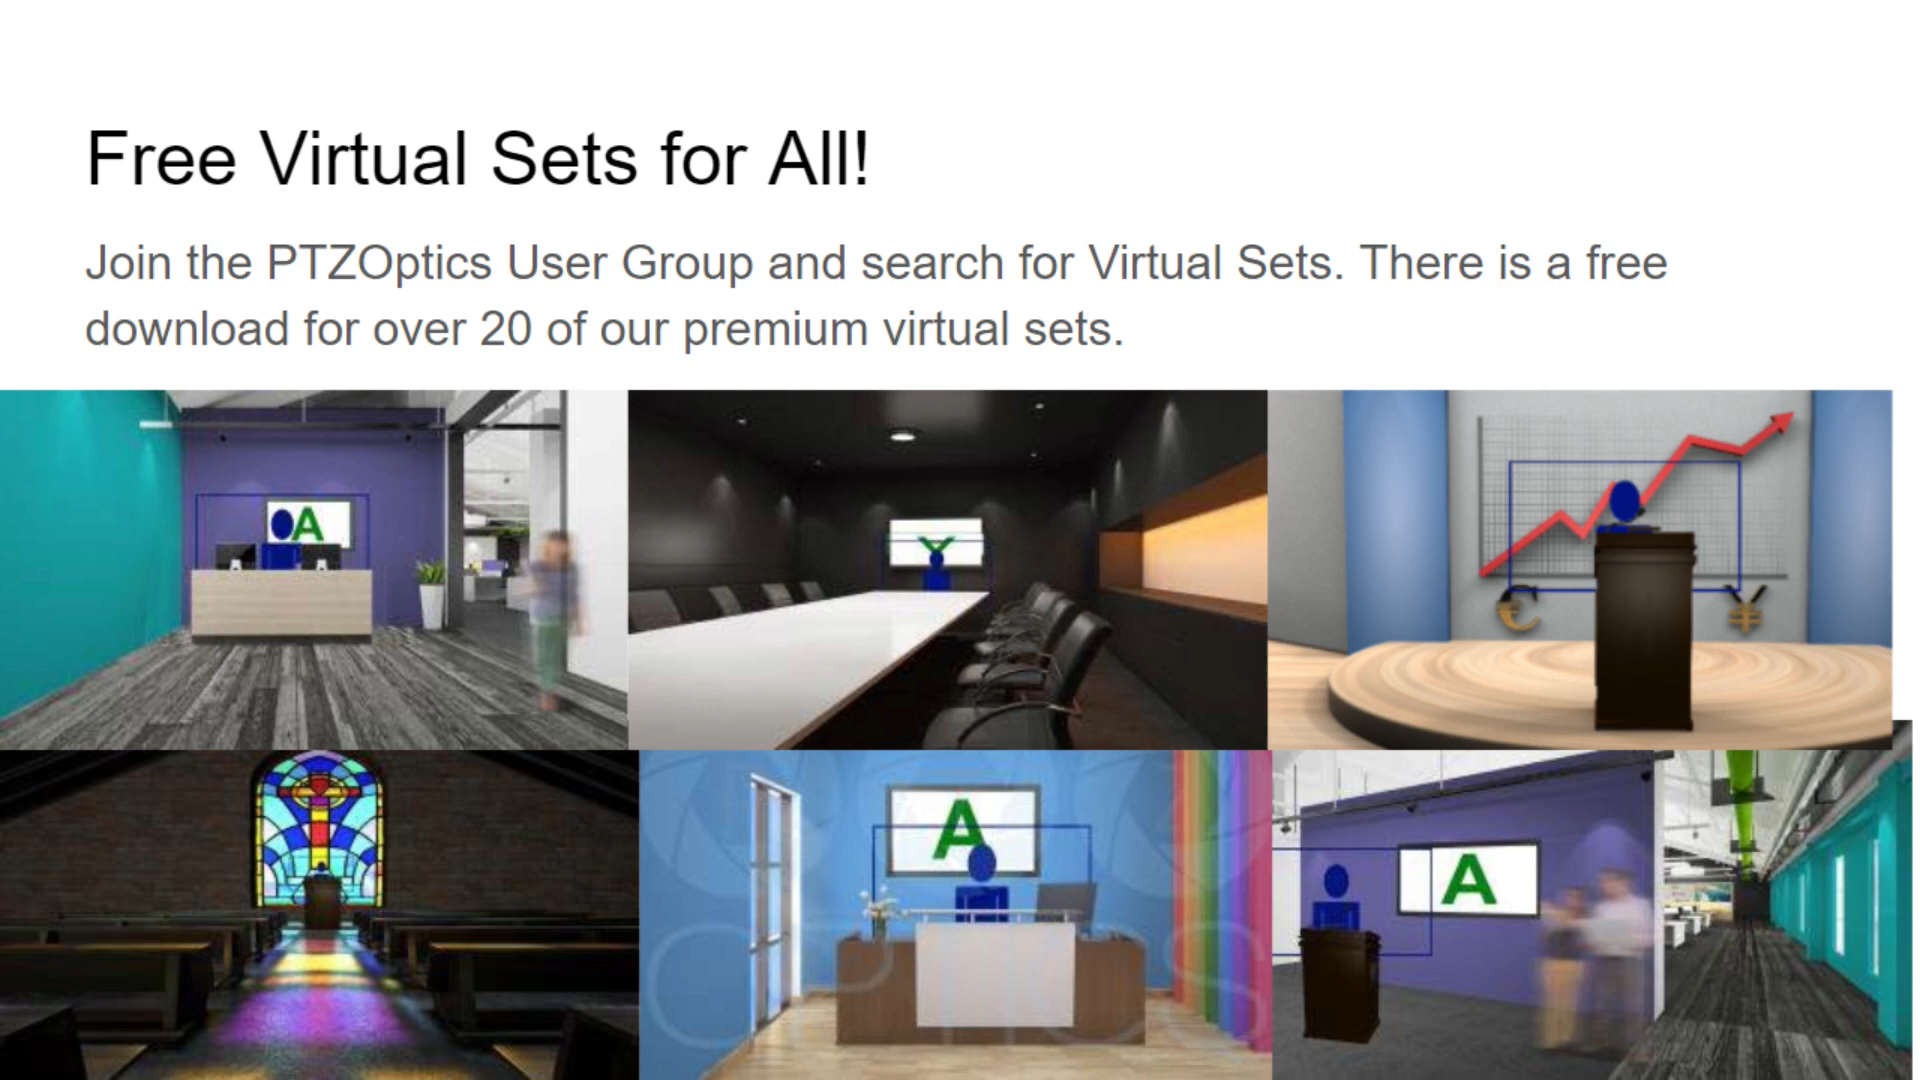 Free Virtual Sets for All!
Join the PTZOptics User Group and search for Virtual Sets. There is a free
download for over 20 of our premium virtual sets.
A
Y
€
¥
A
A